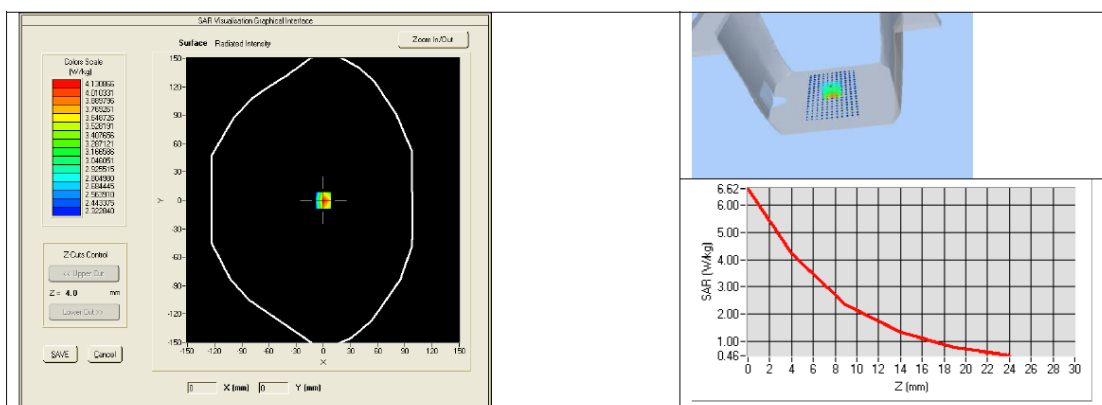 SAR Visualisation Graphical Interface
Surface Radiated Intensity
Zoom In/Out
Colors Scale
(W/kg)
4.130866
4.010331
3.889796
3.769261
3.648726
3.528191
3.407656
3.287121
3.166586
3.046051
2.925515
2.804980
2.684445
2.563910
2.443375
2.322840
150
120
90
60
30
0
-30
-60
-90
-120
-150
Y
-150 -120 -90 -60 -30 0 30 60 90 120 150
X
Z-Cuts Control
<< Upper Cut
Z = 4.0 mm
Lower Cut >>
SAVE
Cancel
0 X (mm) 0 Y (mm)
6.52
6.00
5.00
4.00
3.00
2.00
1.00
0.46
SAR (W/kg)
0 2 4 6 8 10 12 14 16 18 20 22 24 26 28 30
Z (mm)